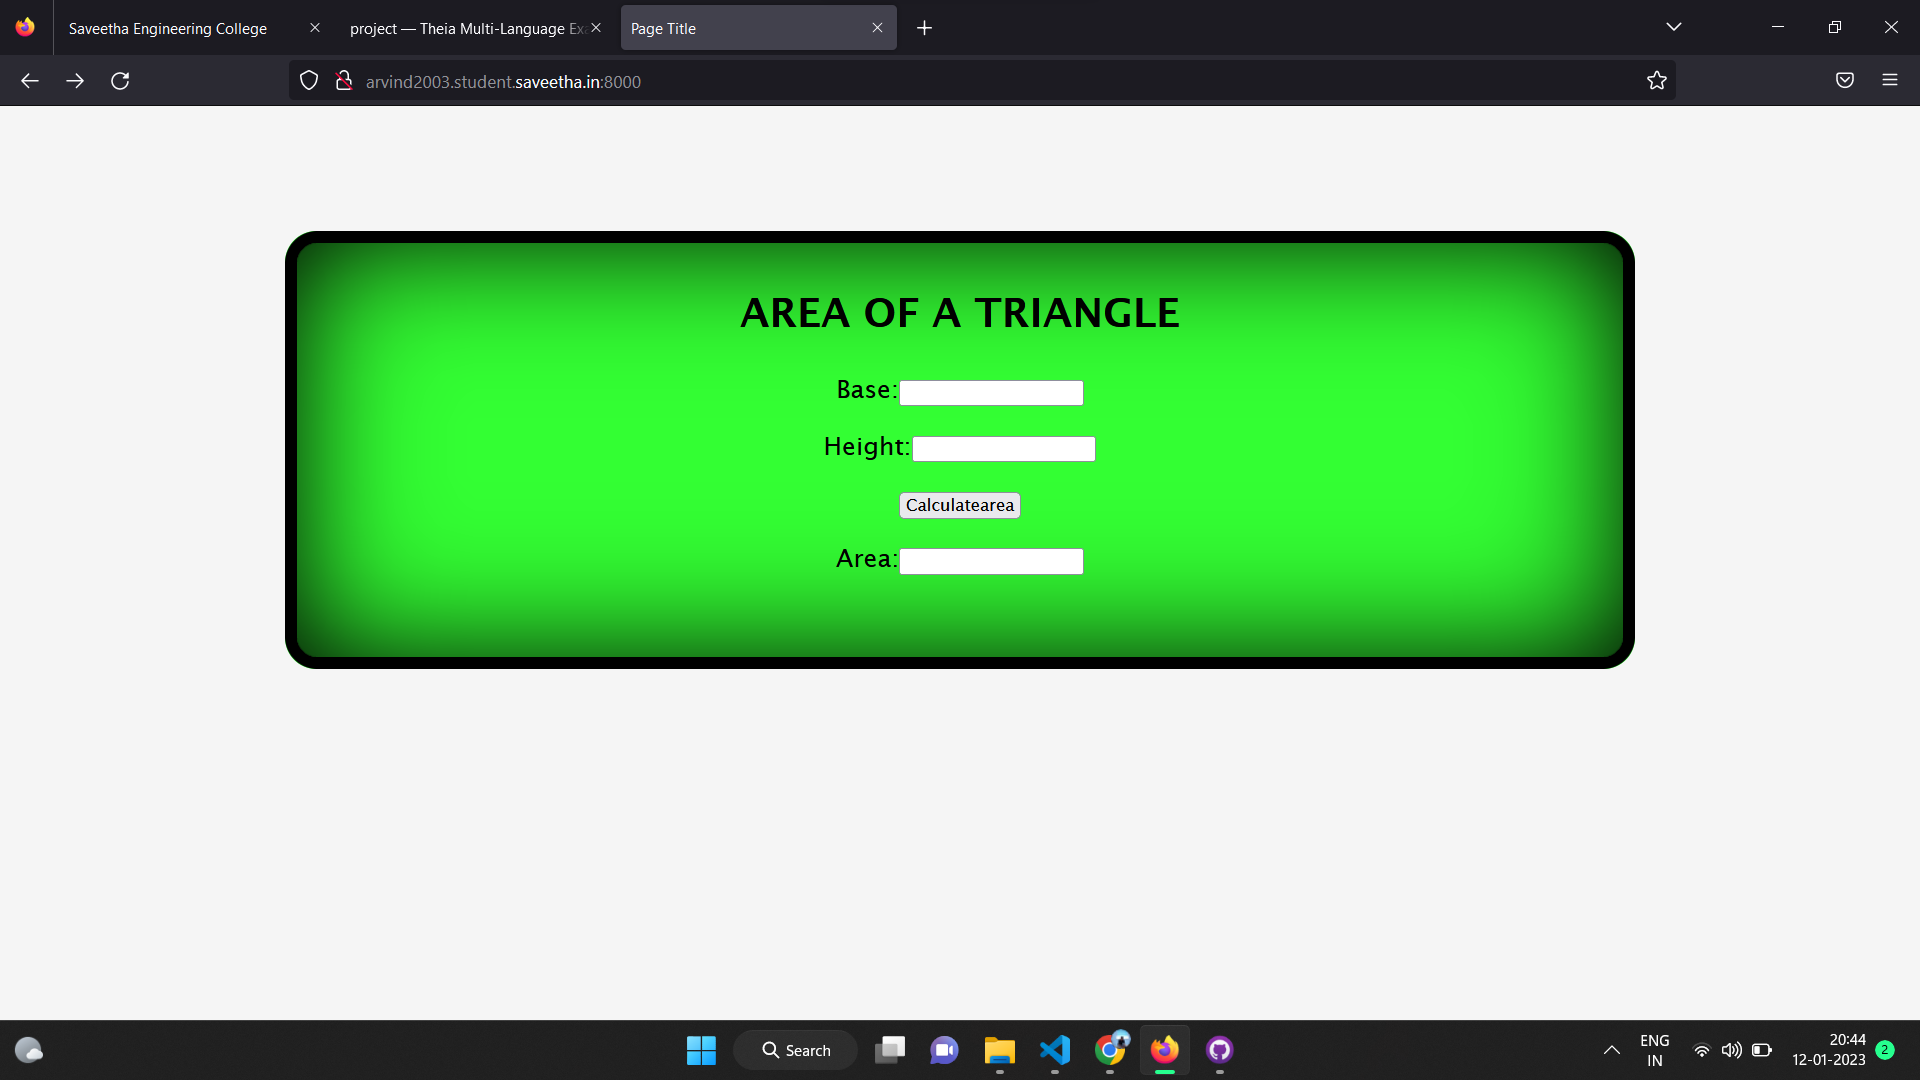 Saveetha Engineering College
project — Theia Multi-Language Ex
Page Title
arvind2003.student.saveetha.in:8000
AREA OF A TRIANGLE
Base:
Height:
Calculatearea
Area:
Search
ENG
IN
20:44
12-01-2023
2